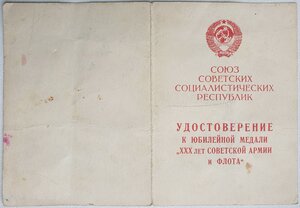 СОЮЗ
СОВЕТСКИХ
СОЦИАЛИСТИЧЕСКИХ
РЕСПУБЛИК
УДОСТОВЕРЕНИЕ
К ЮБИЛЕЙНОЙ МЕДАЛИ
„XXX ЛЕТ СОВЕТСКОЙ АРМИИ
И ФЛОТА“